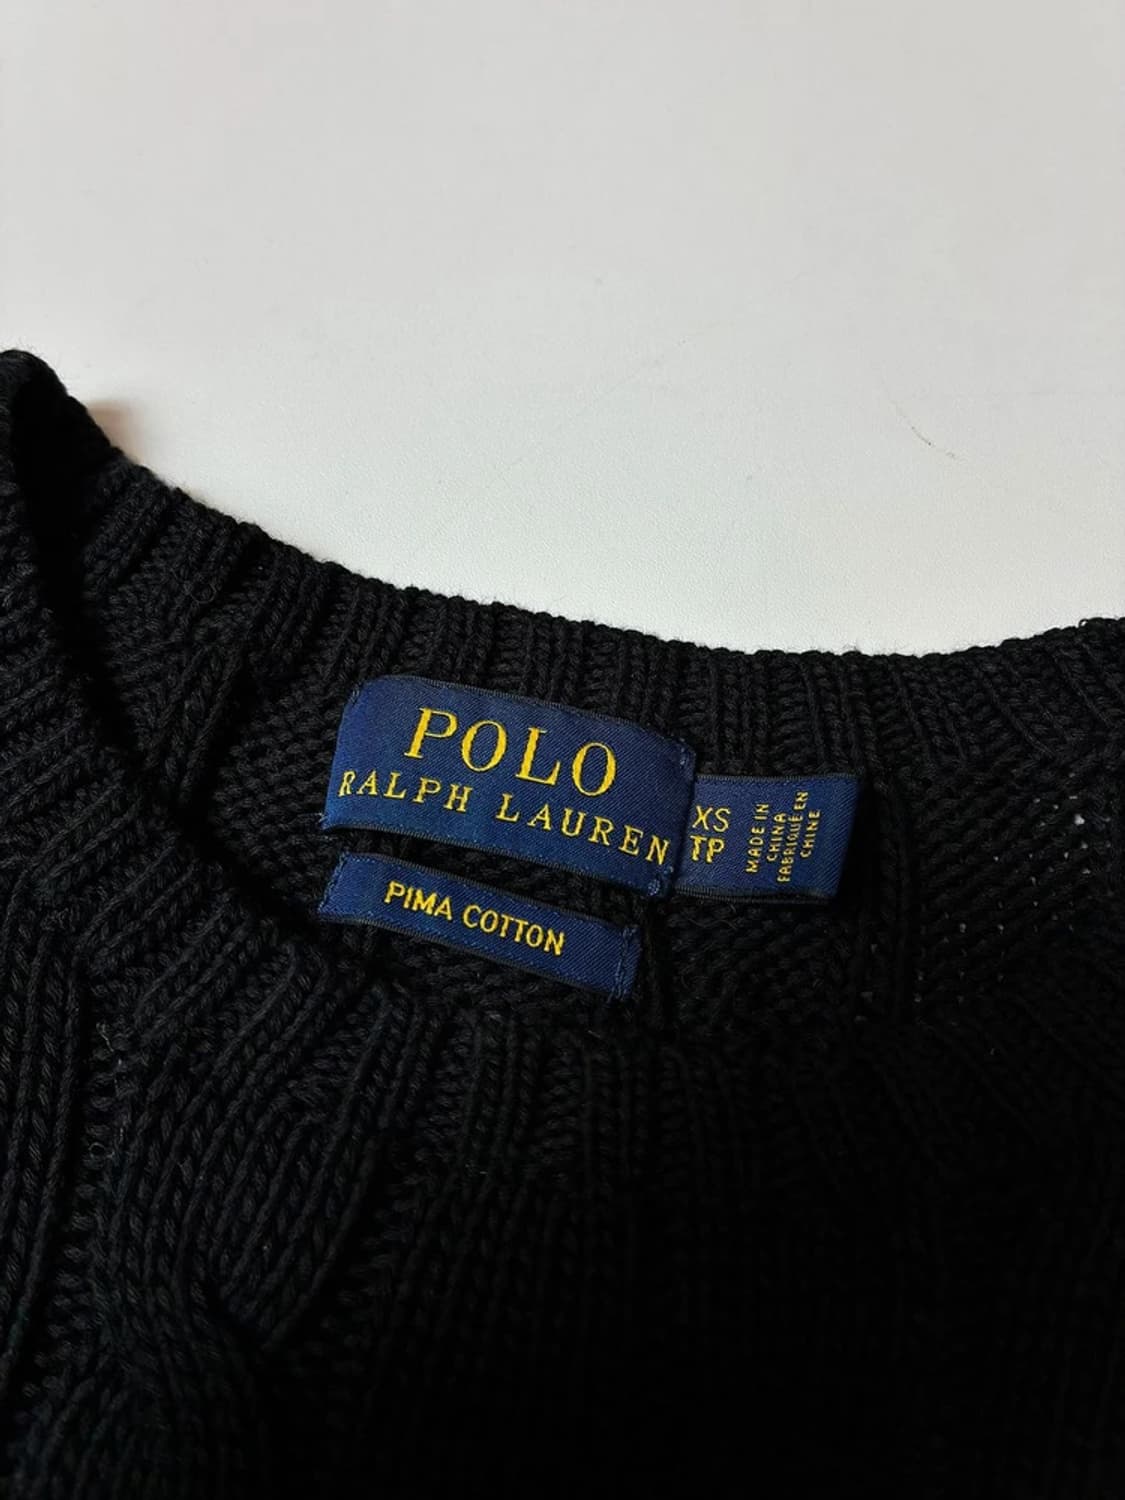 POLO
RALPH LAUREN
PIMA COTTON
XS
TP
MADE IN
CHINA
FABRIQUÉ EN
CHINE